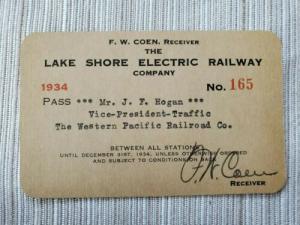 F. W. COEN, RECEIVER
THE
LAKE SHORE ELECTRIC RAILWAY
COMPANY
1934 No. 165
PASS *** Mr. J. F. Hogan ***
Vice-President-Traffic
The Western Pacific Railroad Co.
BETWEEN ALL STATIONS
UNTIL DECEMBER 31ST, 1934, UNLESS OTHERWISE ORDERED
AND SUBJECT TO CONDITIONS ON BACK
F. W. Coen
RECEIVER